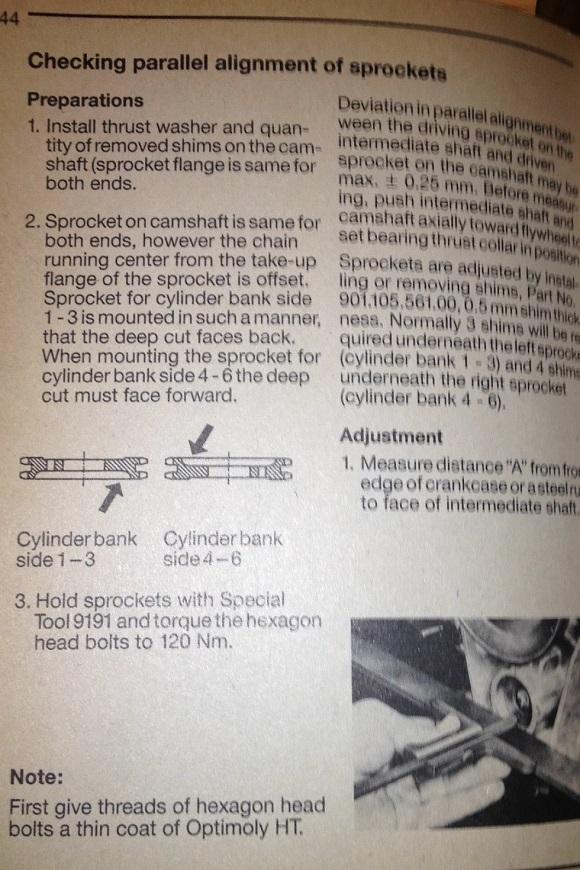 44
Checking parallel alignment of sprockets
Preparations
1. Install thrust washer and quan-
tity of removed shims on the cam-
shaft (sprocket flange is same for
both ends.
2. Sprocket on camshaft is same for
both ends, however the chain
running center from the take-up
flange of the sprocket is offset.
Sprocket for cylinder bank side
1 - 3 is mounted in such a manner,
that the deep cut faces back.
When mounting the sprocket for
cylinder bank side 4 - 6 the deep
cut must face forward.
Cylinder bank
side 1 – 3
Cylinder bank
side 4 – 6
3. Hold sprockets with Special
Tool 9191 and torque the hexagon
head bolts to 120 Nm.
Note:
First give threads of hexagon head
bolts a thin coat of Optimoly HT.
Deviation in parallel alignment bet-
ween the driving sprocket on the
intermediate shaft and driven
sprocket on the camshaft may be
max. ± 0.25 mm. Before measur-
ing, push intermediate shaft and
camshaft axially toward flywheel
set bearing thrust collar in position
Sprockets are adjusted by instal-
ling or removing shims, Part No.
901.105.561.00, 0.5 mm shim thick
ness. Normally 3 shims will be re
quired underneath the left sprocke
(cylinder bank 1 - 3) and 4 shims
underneath the right sprocket
(cylinder bank 4 - 6).
Adjustment
1. Measure distance "A" from fro
edge of crankcase or a steel ru
to face of intermediate shaft.